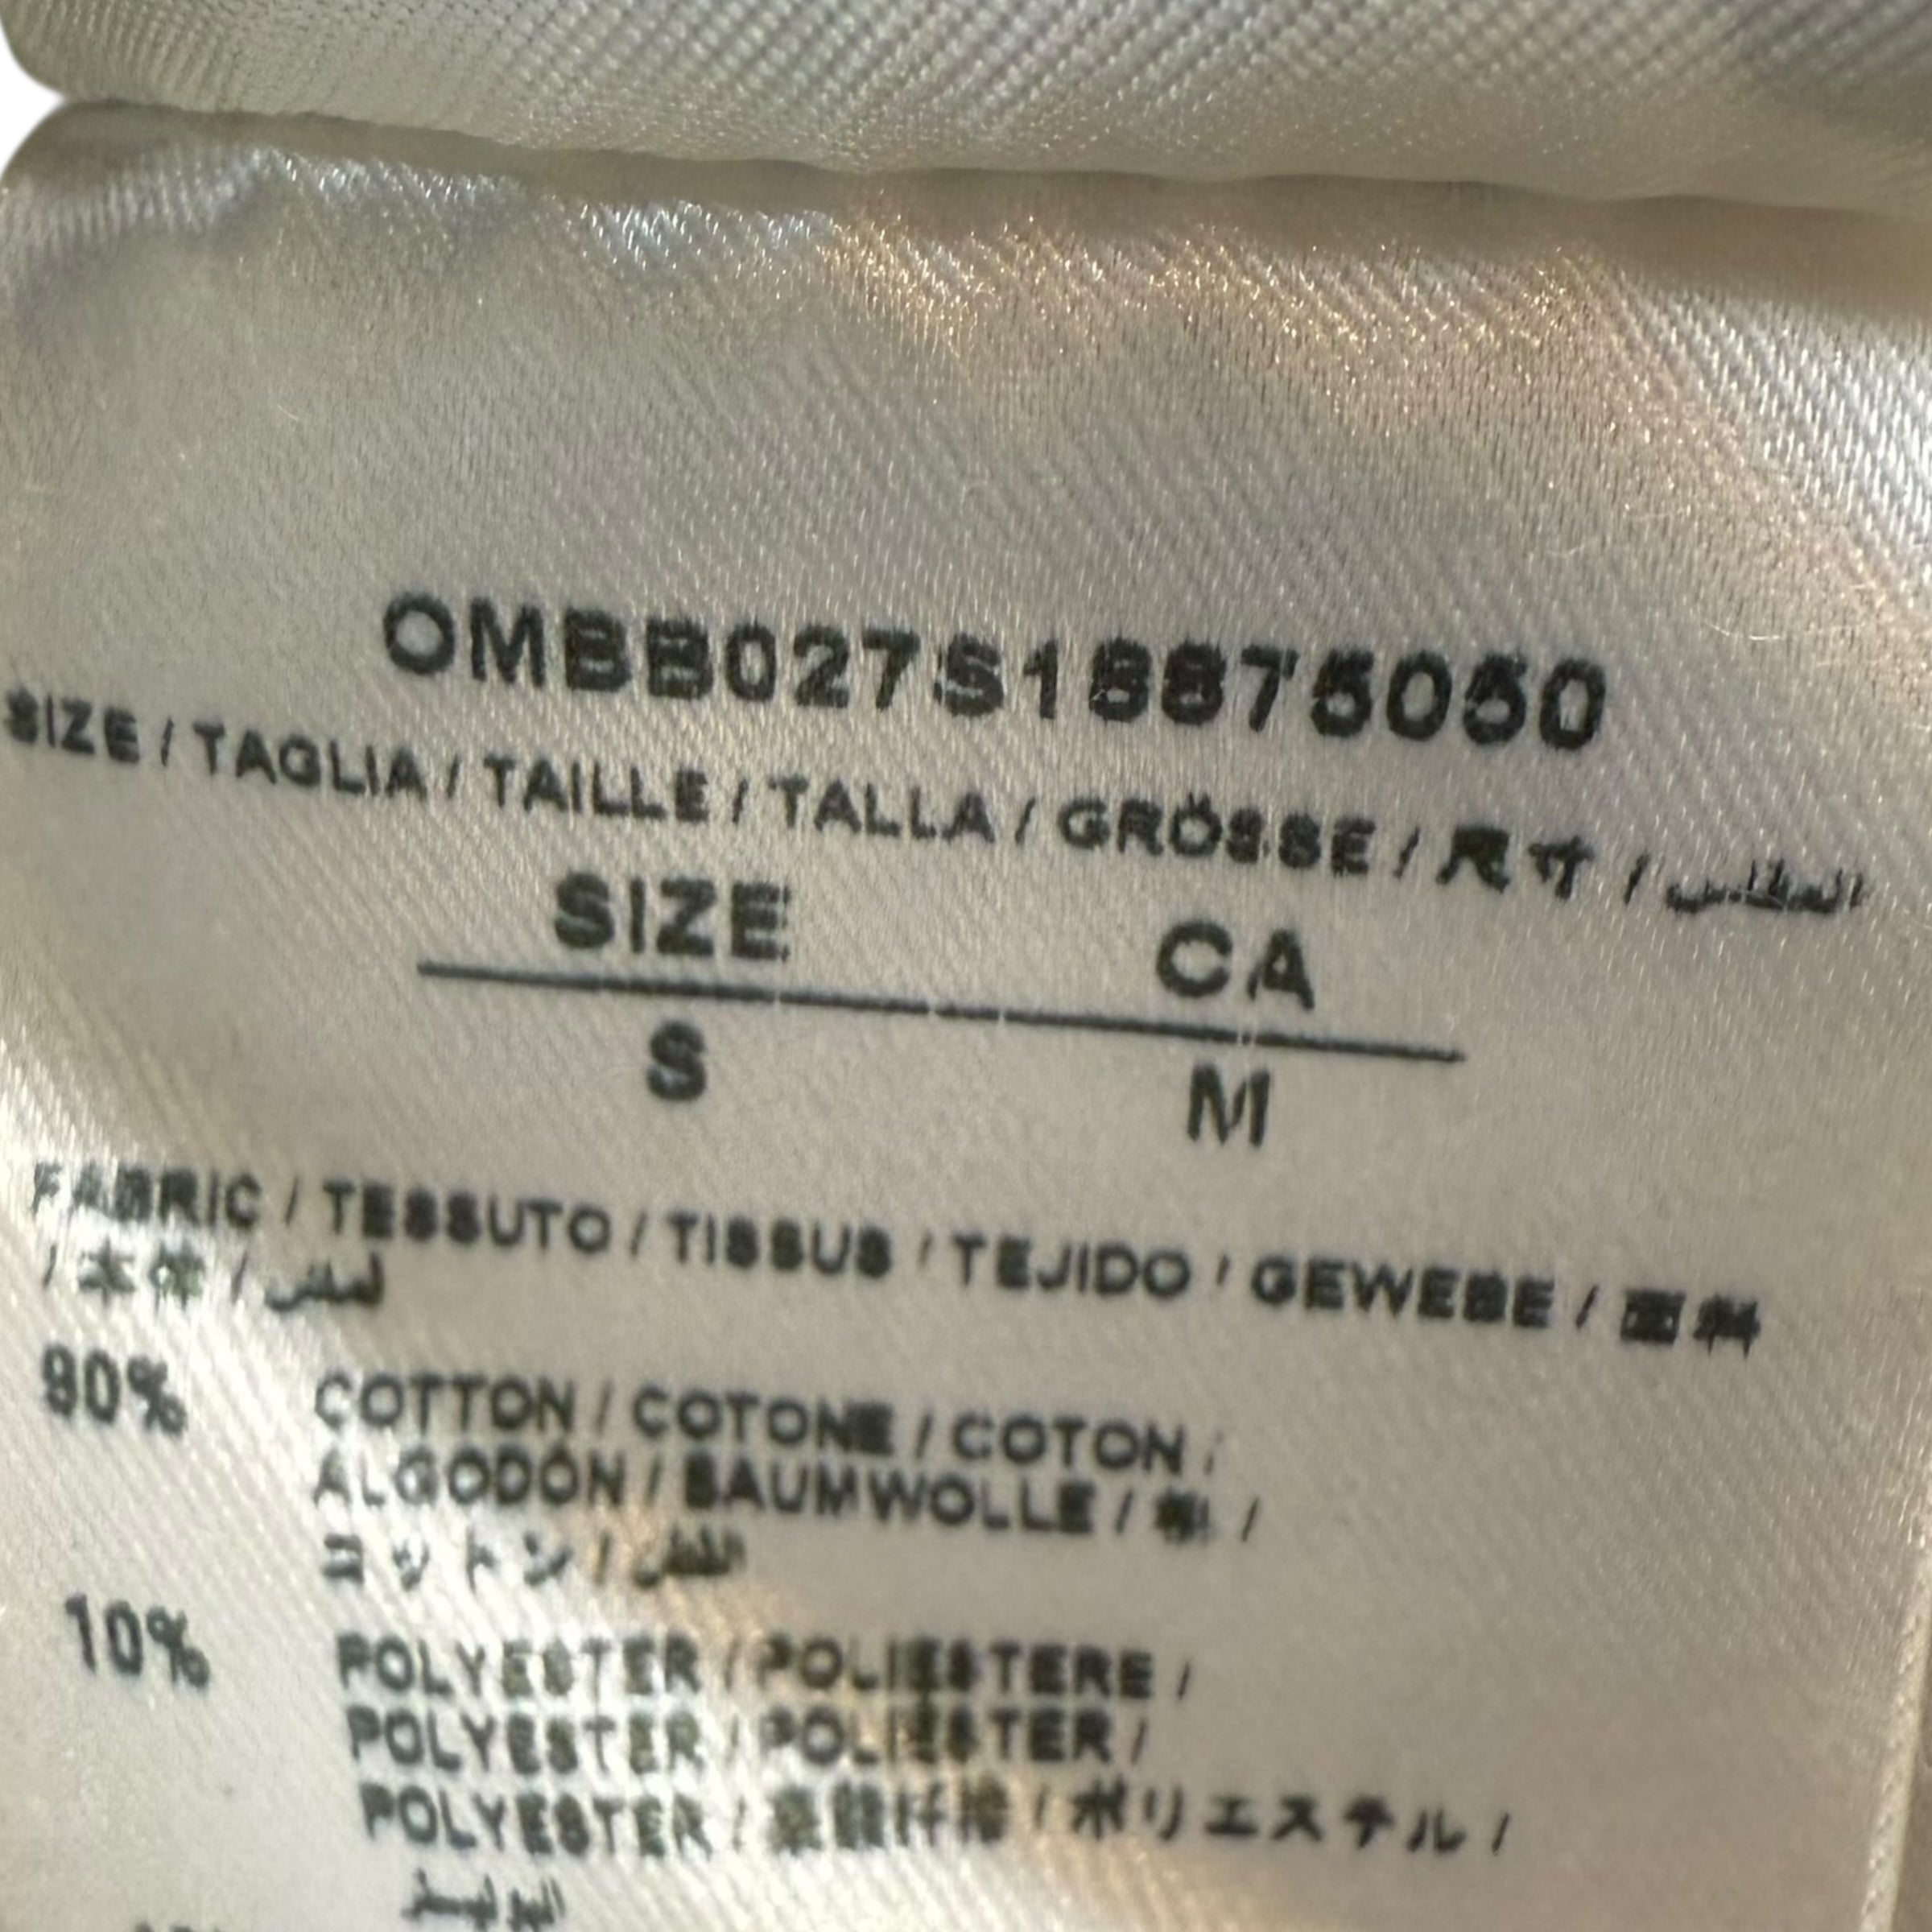 OMBB027S18875050
SIZE / TAGLIA / TAILLE / TALLA / GRÖSSE / 尺寸 / المقاس
SIZE CA
S M
FABRIC / TESSUTO / TISSUS / TEJIDO / GEWEBE / 面料
/ 本体 / قماش
90% COTTON / COTONE / COTON /
ALGODÓN / BAUMWOLLE / 棉 /
コットン / القطن
10% POLYESTER / POLIESTERE /
POLYESTER / POLIÉSTER /
POLYESTER / 聚酯纤维 / ポリエステル /